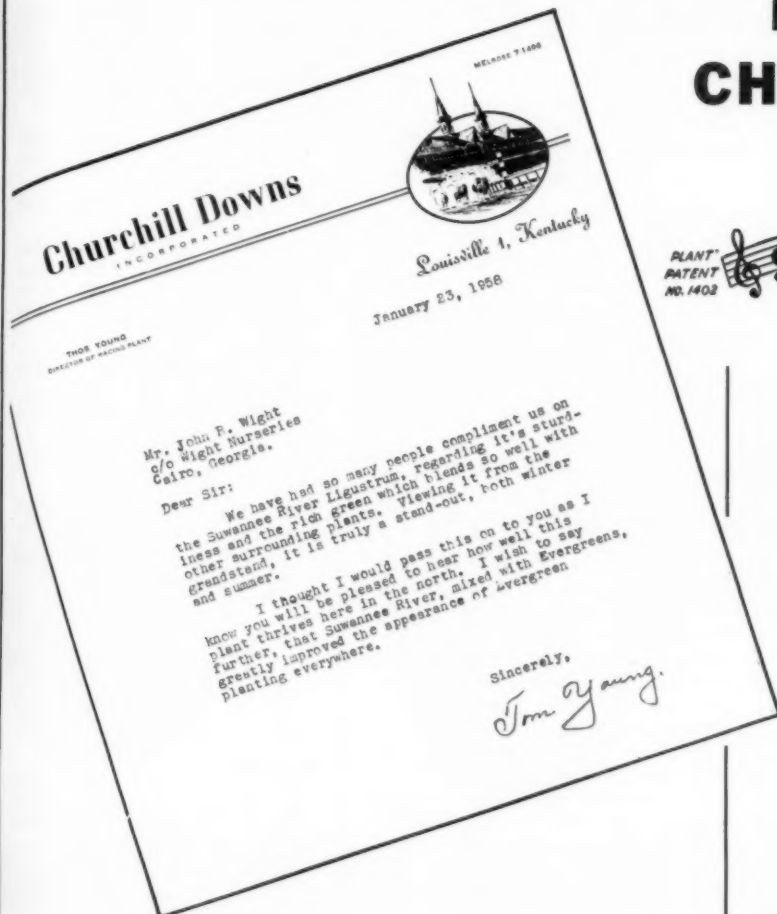 CH
PLANT
PATENT
NO. 1402
MELROSE 7-1406
Churchill Downs
INCORPORATED
Louisville 1, Kentucky
January 23, 1958
THOS YOUNG
DIRECTOR OF RACING PLANT
Mr. John R. Wight
c/o Wight Nurseries
Cairo, Georgia.
Dear Sir:
We have had so many people compliment us on
the Suwannee River Ligustrum, regarding it's sturd-
iness and the rich green which blends so well with
other surrounding plants. Viewing it from the
grandstand, it is truly a stand-out, both winter
and summer.
I thought I would pass this on to you as I
know you will be pleased to hear how well this
plant thrives here in the north. I wish to say
further, that Suwannee River, mixed with Evergreens,
greatly improved the appearance of Evergreen
planting everywhere.
Sincerely,
Tom Young.